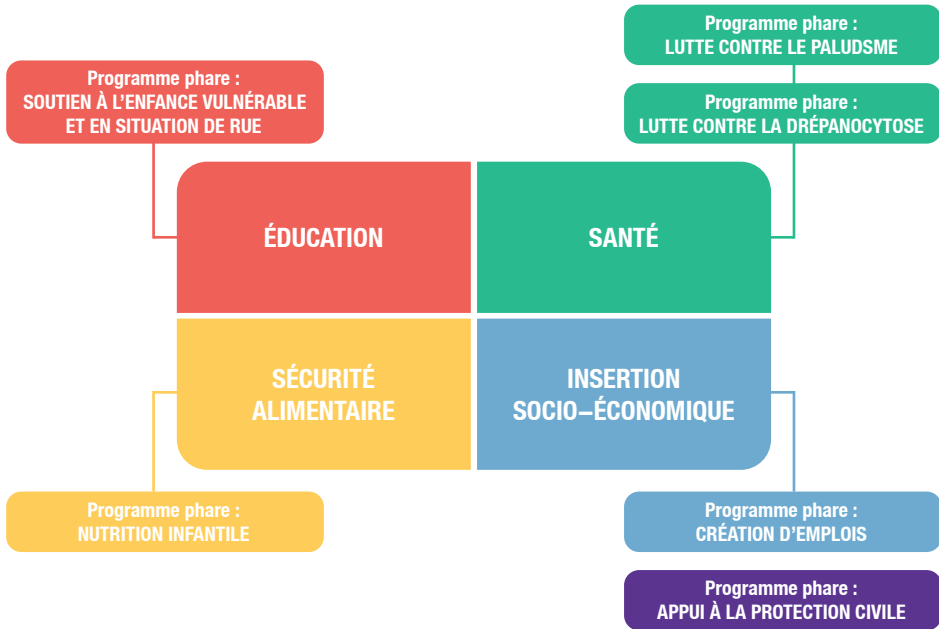 Programme phare :
LUTTE CONTRE LE PALUDSME
Programme phare :
SOUTIEN À L'ENFANCE VULNÉRABLE
ET EN SITUATION DE RUE
Programme phare :
LUTTE CONTRE LA DRÉPANOCYTOSE
ÉDUCATION
SANTÉ
SÉCURITÉ
ALIMENTAIRE
INSERTION
SOCIO–ÉCONOMIQUE
Programme phare :
NUTRITION INFANTILE
Programme phare :
CRÉATION D'EMPLOIS
Programme phare :
APPUI À LA PROTECTION CIVILE